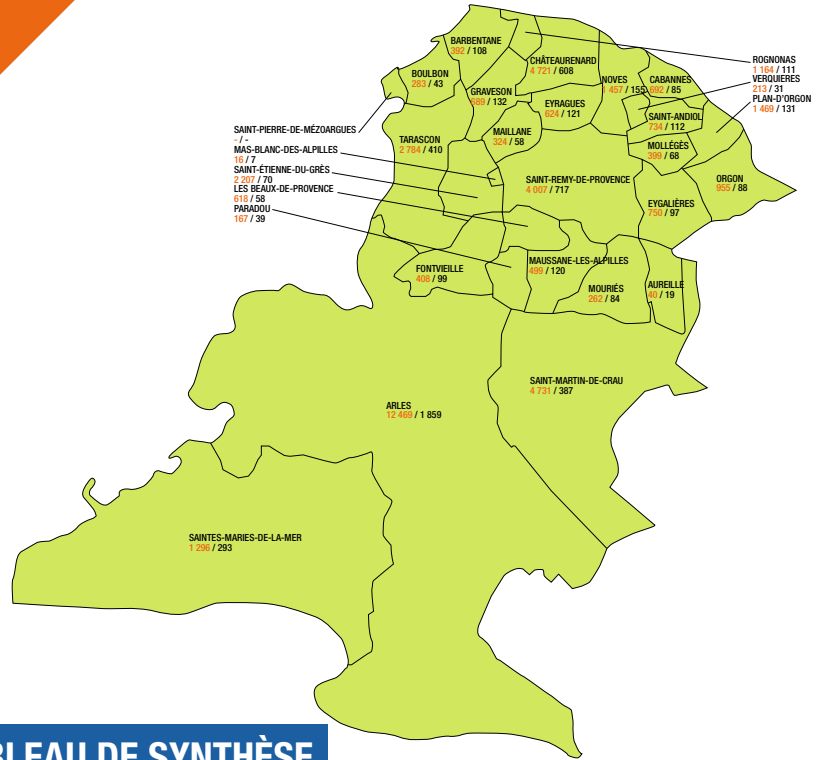 BARBENTANE
392 / 108
CHÂTEAURENARD
4 721 / 608
ROGNONAS
1 164 / 111
VERQUIERES
213 / 31
PLAN-D'ORGON
1 469 / 131
BOULBON
283 / 43
NOVES
1 457 / 155
CABANNES
692 / 85
GRAVESON
689 / 132
EYRAGUES
624 / 121
SAINT-ANDIOL
734 / 112
SAINT-PIERRE-DE-MÉZOARGUES
- / -
MAS-BLANC-DES-ALPILLES
16 / 7
SAINT-ÉTIENNE-DU-GRÈS
2 207 / 70
LES BEAUX-DE-PROVENCE
618 / 58
PARADOU
167 / 39
TARASCON
2 784 / 410
MAILLANE
324 / 58
MOLLÉGÈS
399 / 68
SAINT-REMY-DE-PROVENCE
4 007 / 717
ORGON
955 / 88
EYGALIÈRES
750 / 97
FONTVIEILLE
408 / 99
MAUSSANE-LES-ALPILLES
499 / 120
MOURIÉS
262 / 84
AUREILLE
40 / 19
SAINT-MARTIN-DE-CRAU
4 731 / 387
ARLES
12 469 / 1 859
SAINTES-MARIES-DE-LA-MER
1 296 / 293
BLEAU DE SYNTHÈSE